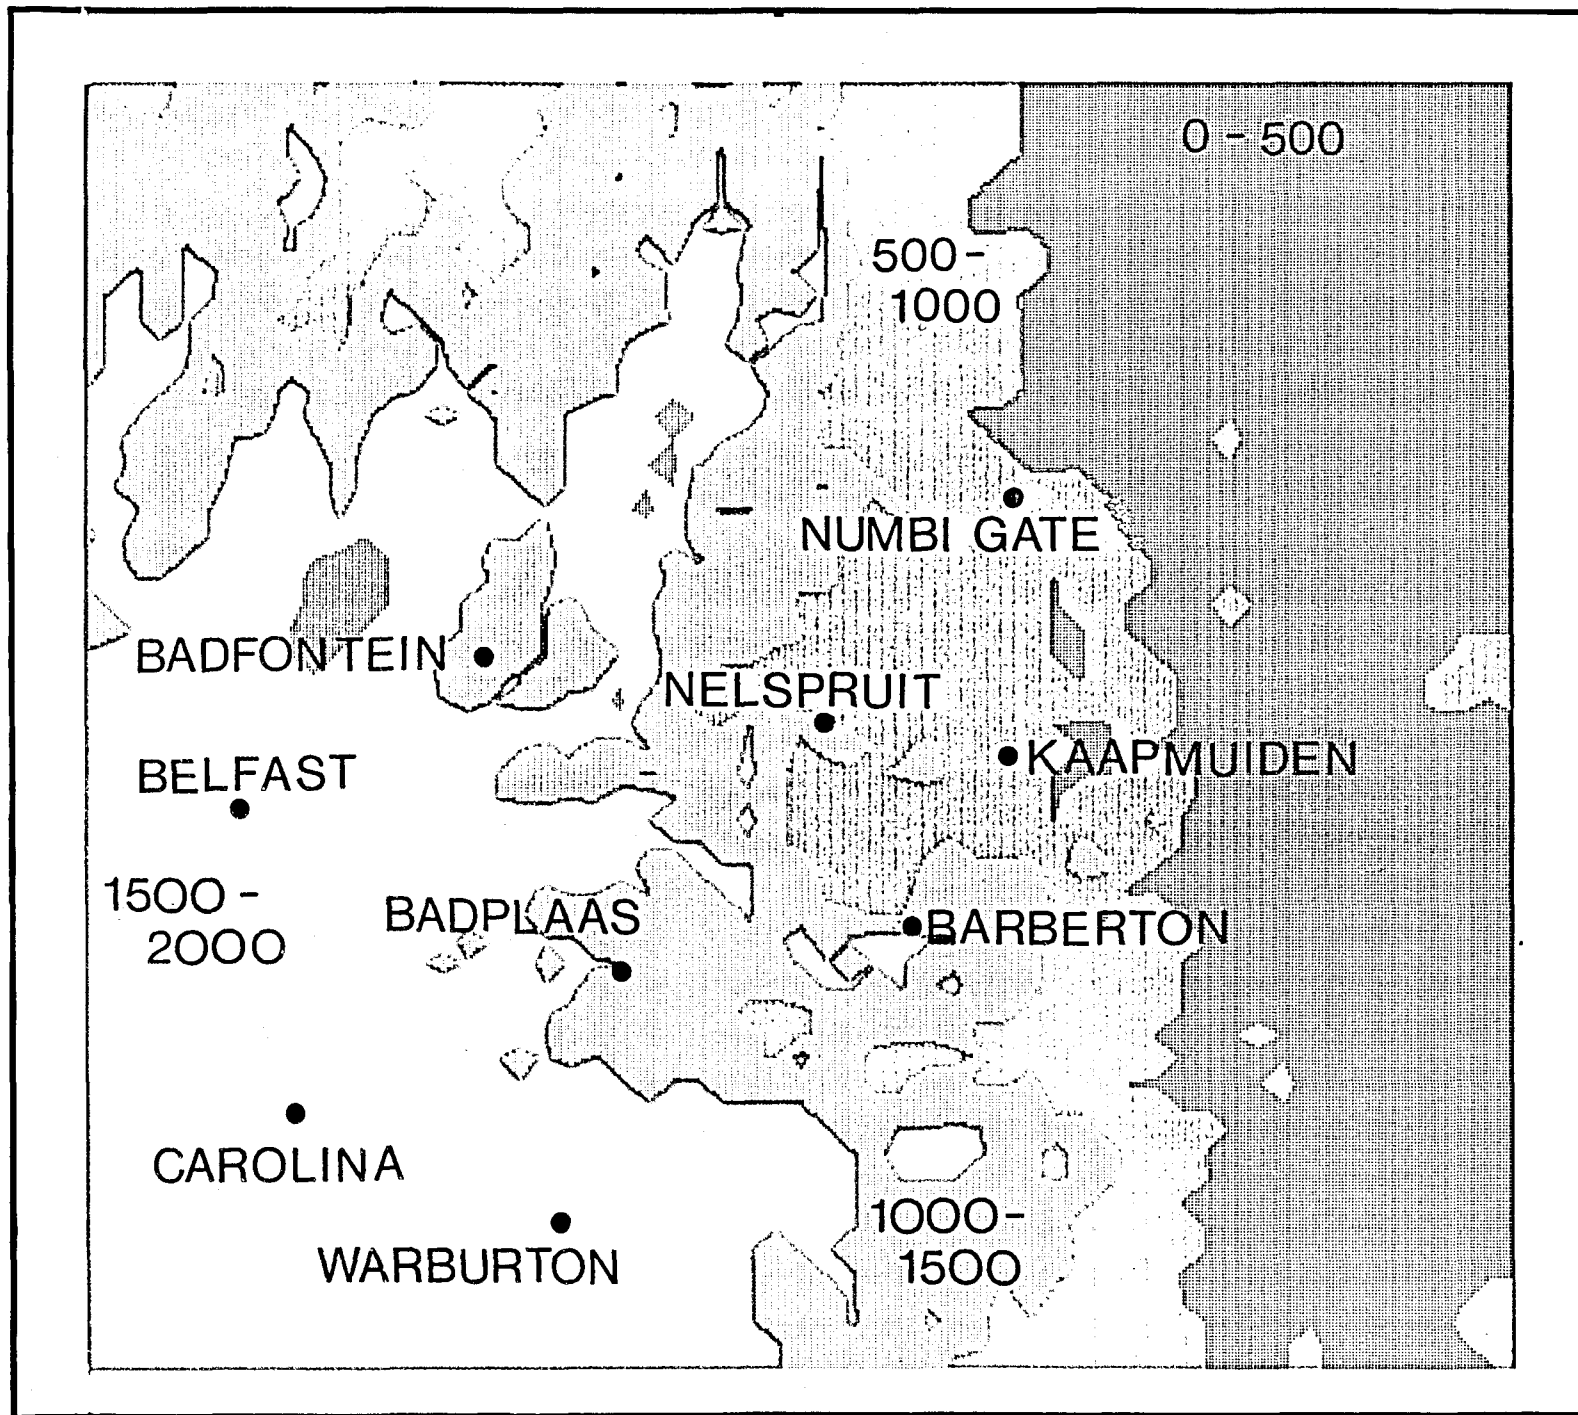 0 - 500
500 -
1000
NUMBI GATE
BADFONTEIN
NELSPRUIT
KAAPMUIDEN
BELFAST
1500 -
2000
BADPLAAS
BARBERTON
CAROLINA
1000 -
1500
WARBURTON